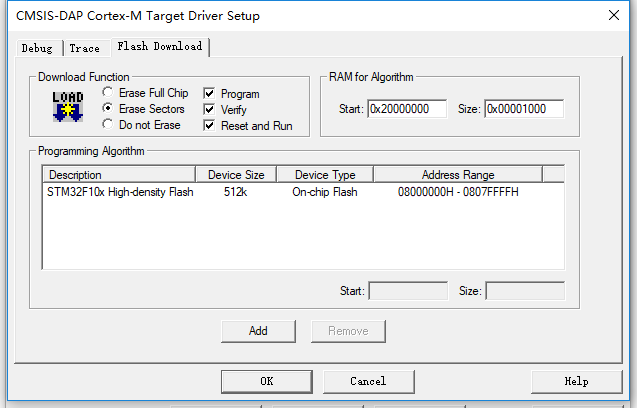 CMSIS-DAP Cortex-M Target Driver Setup
Debug Trace Flash Download
Download Function
LOAD
Erase Full Chip
Erase Sectors
Do not Erase
Program
Verify
Reset and Run
RAM for Algorithm
Start: 0x20000000 Size: 0x00001000
Programming Algorithm
Description Device Size Device Type Address Range
STM32F10x High-density Flash 512k On-chip Flash 08000000H - 0807FFFFH
Start: Size:
Add Remove
OK Cancel Help